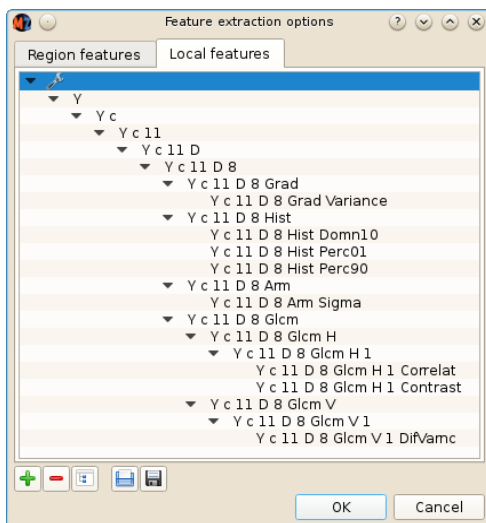 Feature extraction options
Region features
Local features
Y
Y c
Y c 11
Y c 11 D
Y c 11 D 8
Y c 11 D 8 Grad
Y c 11 D 8 Grad Variance
Y c 11 D 8 Hist
Y c 11 D 8 Hist Domn10
Y c 11 D 8 Hist Perc01
Y c 11 D 8 Hist Perc90
Y c 11 D 8 Arm
Y c 11 D 8 Arm Sigma
Y c 11 D 8 Glcm
Y c 11 D 8 Glcm H
Y c 11 D 8 Glcm H 1
Y c 11 D 8 Glcm H 1 Correlat
Y c 11 D 8 Glcm H 1 Contrast
Y c 11 D 8 Glcm V
Y c 11 D 8 Glcm V 1
Y c 11 D 8 Glcm V 1 DifVarnc
OK
Cancel